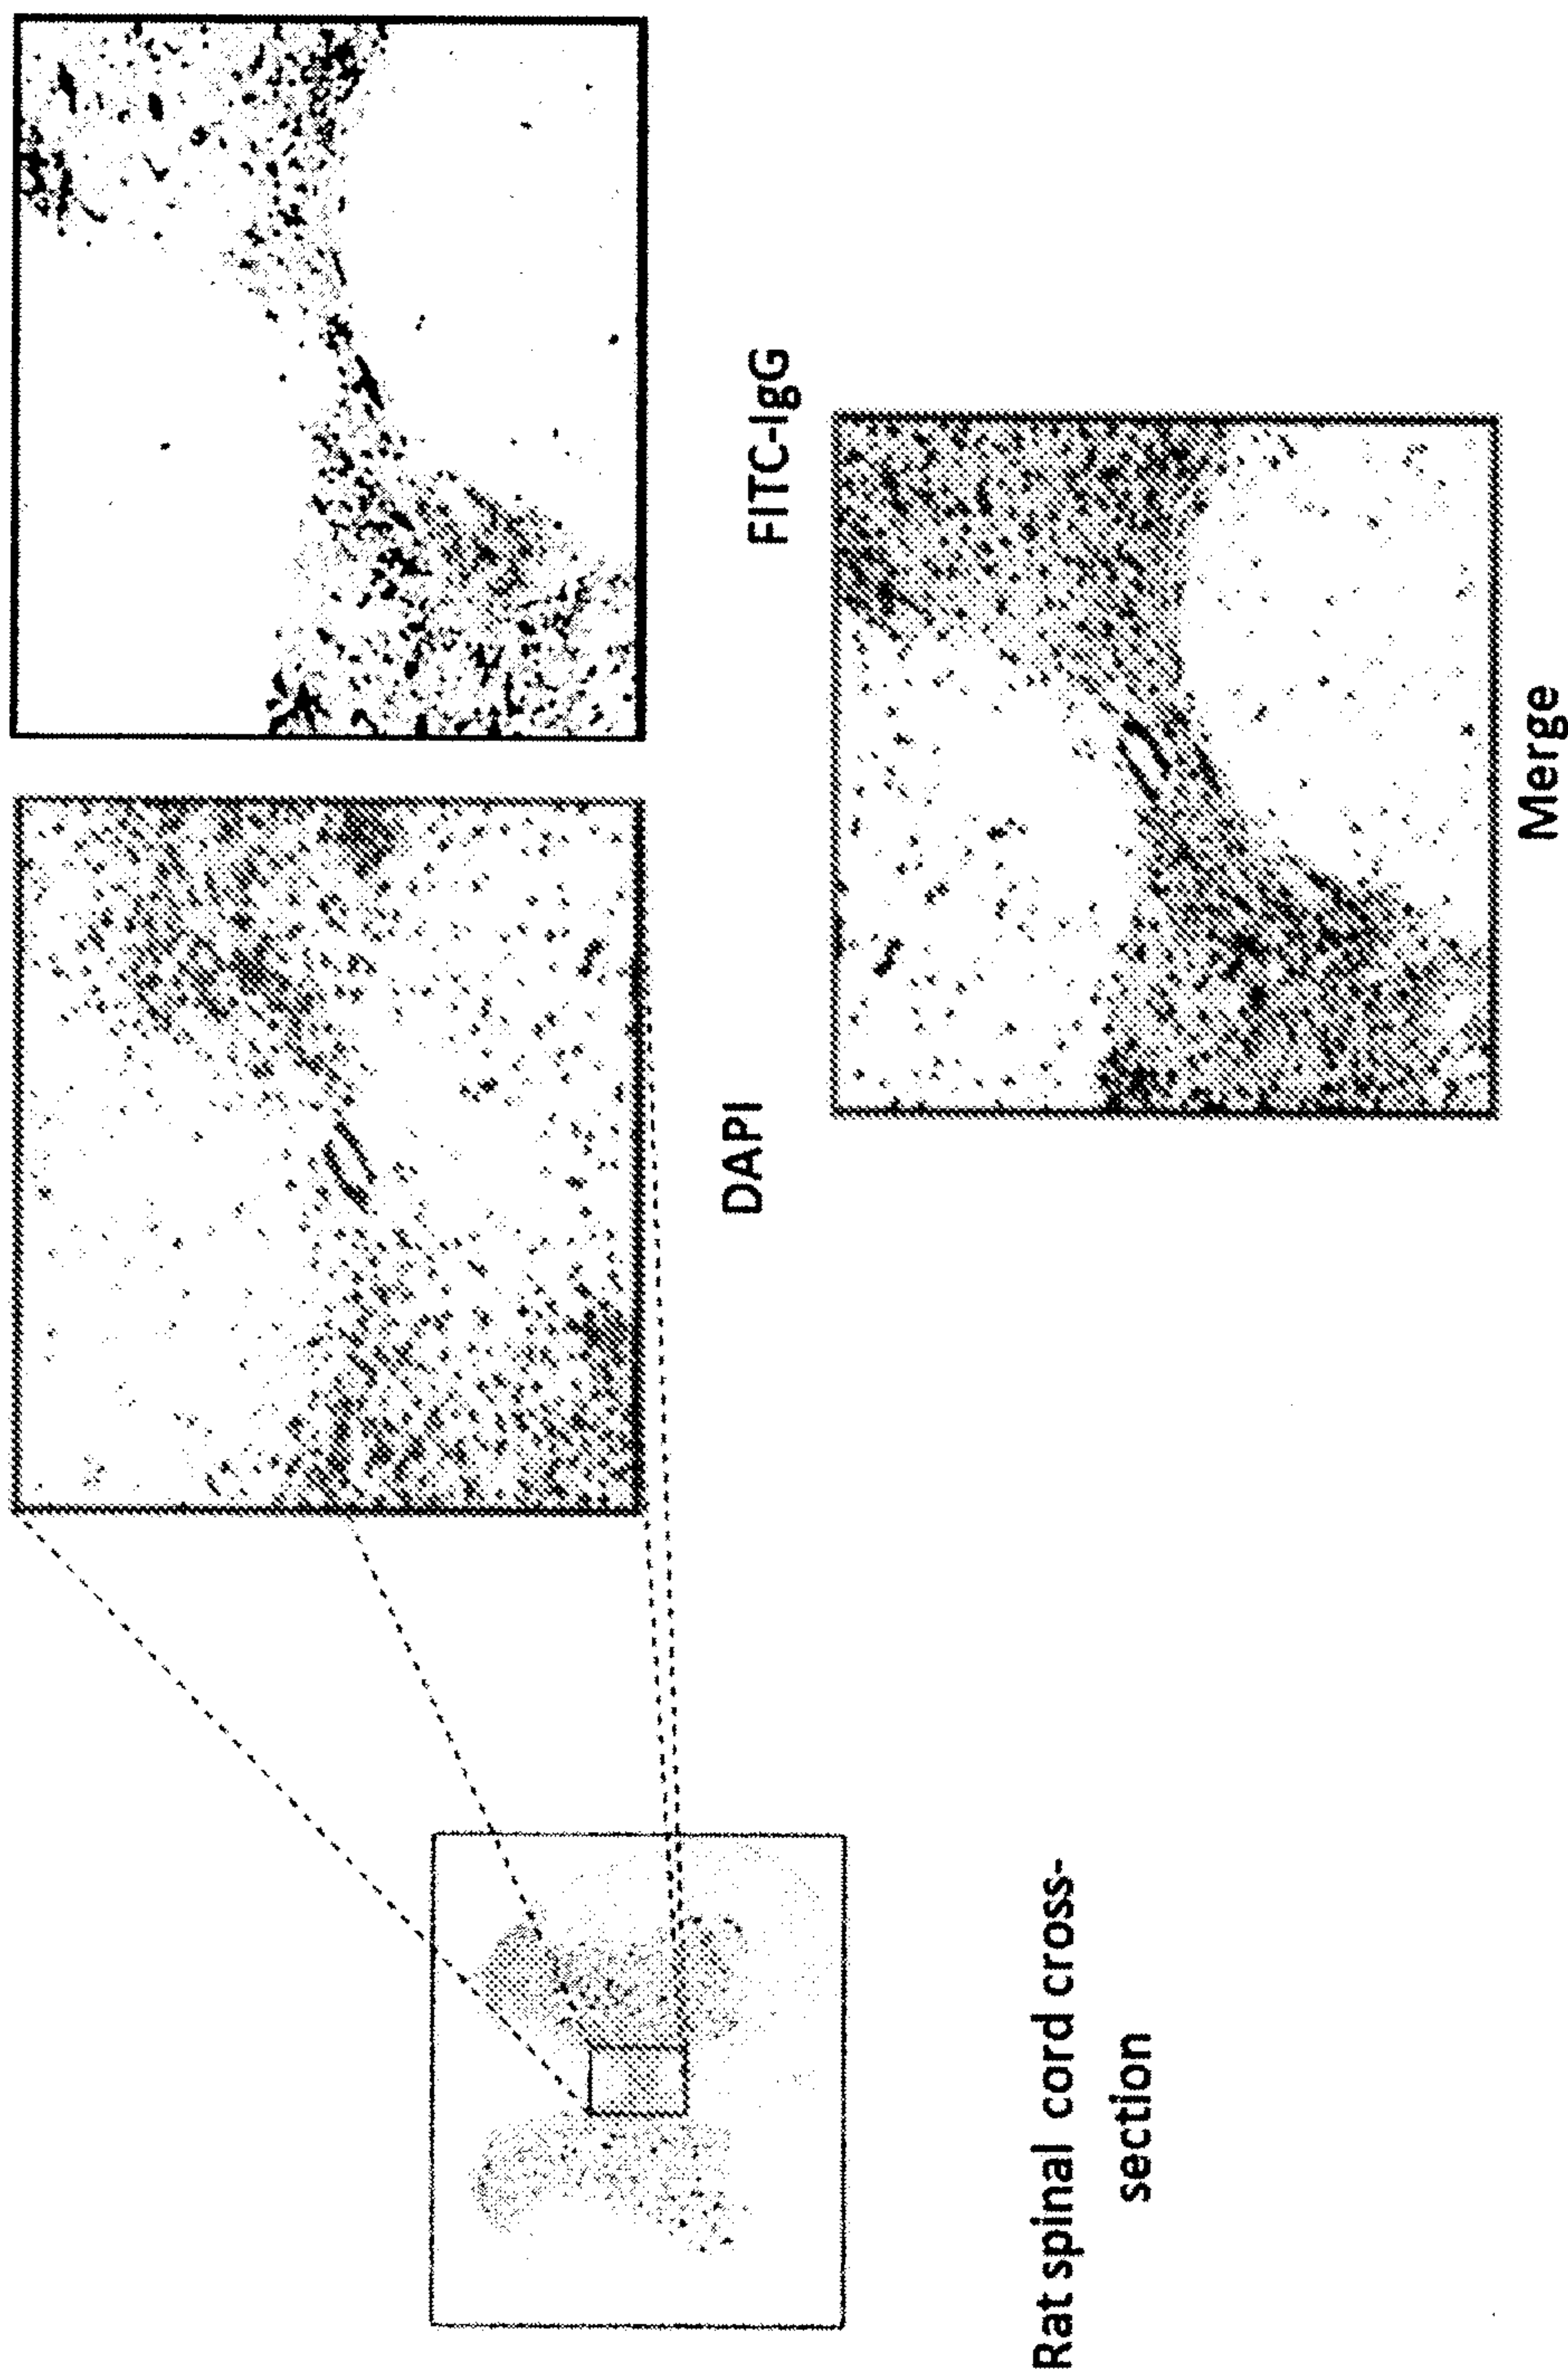 Rat spinal cord cross-
section
DAPI
FITC-IgG
Merge